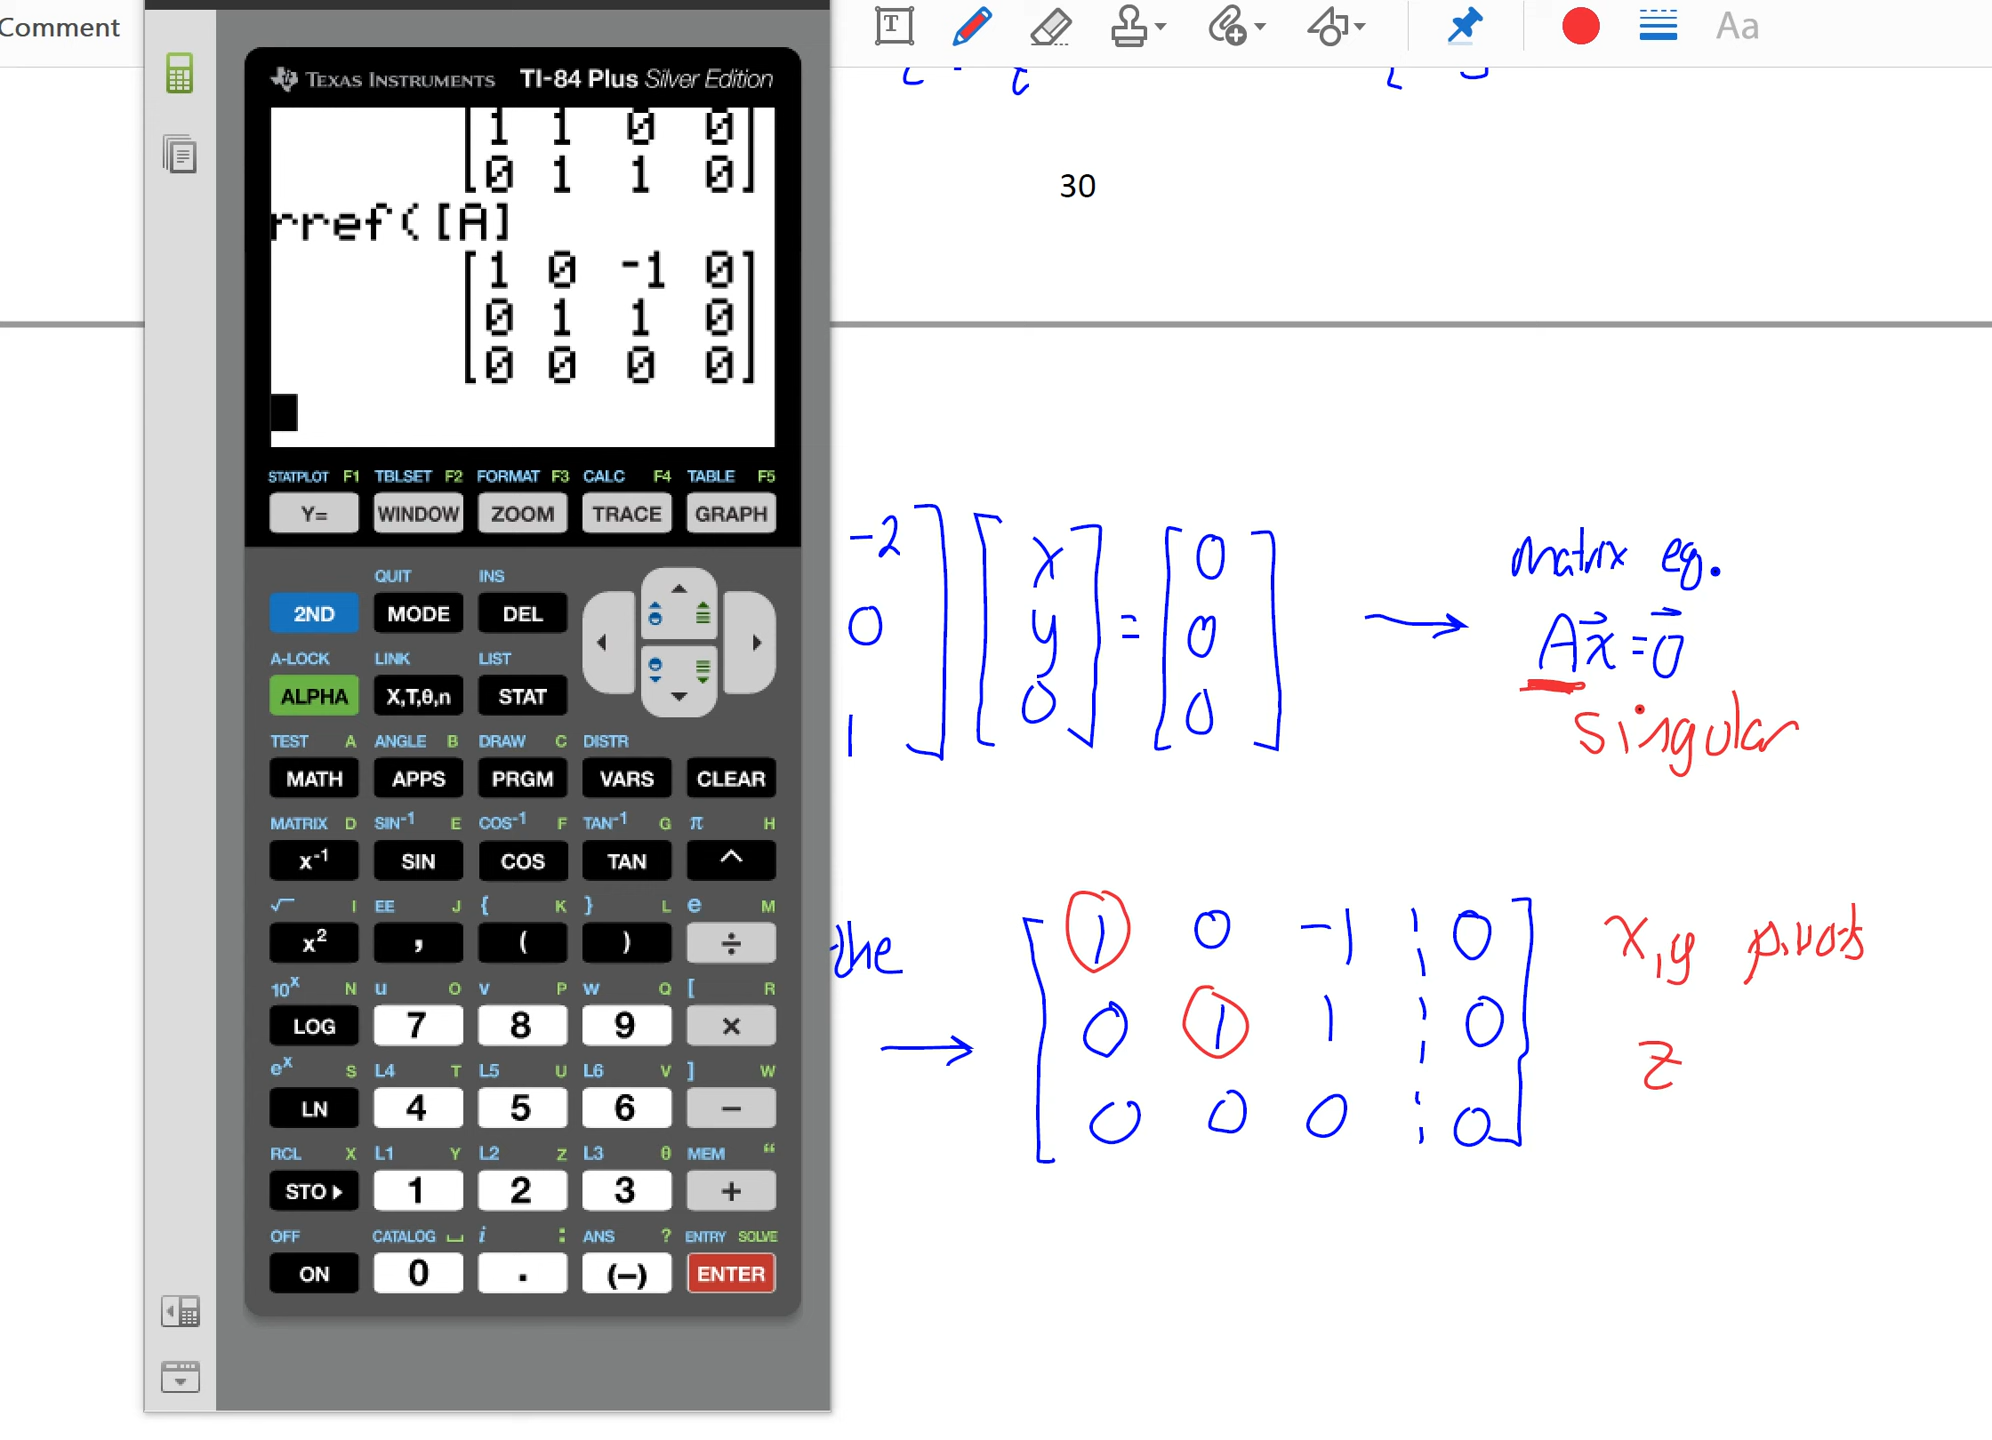 Comment
T
Aa
TEXAS INSTRUMENTS TI-84 Plus Silver Edition
1 1 0 0
0 1 1 0
rref([A]
1 0 -1 0
0 1 1 0
0 0 0 0
STATPLOT F1 TBLSET F2 FORMAT F3 CALC F4 TABLE F5
Y= WINDOW ZOOM TRACE GRAPH
QUIT INS
2ND MODE DEL
A-LOCK LINK LIST
ALPHA X,T,θ,n STAT
TEST A ANGLE B DRAW C DISTR
MATH APPS PRGM VARS CLEAR
MATRIX D SIN⁻¹ E COS⁻¹ F TAN⁻¹ G π H
x⁻¹ SIN COS TAN ^
√ I EE J { K } L e M
x² , ( ) ÷
10ˣ N u O v P w Q [ R
LOG 7 8 9 ×
eˣ S L4 T L5 U L6 V ] W
LN 4 5 6 −
RCL X L1 Y L2 Z L3 θ MEM “
STO▶ 1 2 3 +
OFF CATALOG ⎵ i : ANS ? ENTRY SOLVE
ON 0 . (−) ENTER
30
-2 x 0
0 y = 0
1 0 0
→ matrix eq.
Ax⃗ = 0⃗
singular
the →
1 0 -1 0
0 1 1 0
0 0 0 0
x, y pivots
z